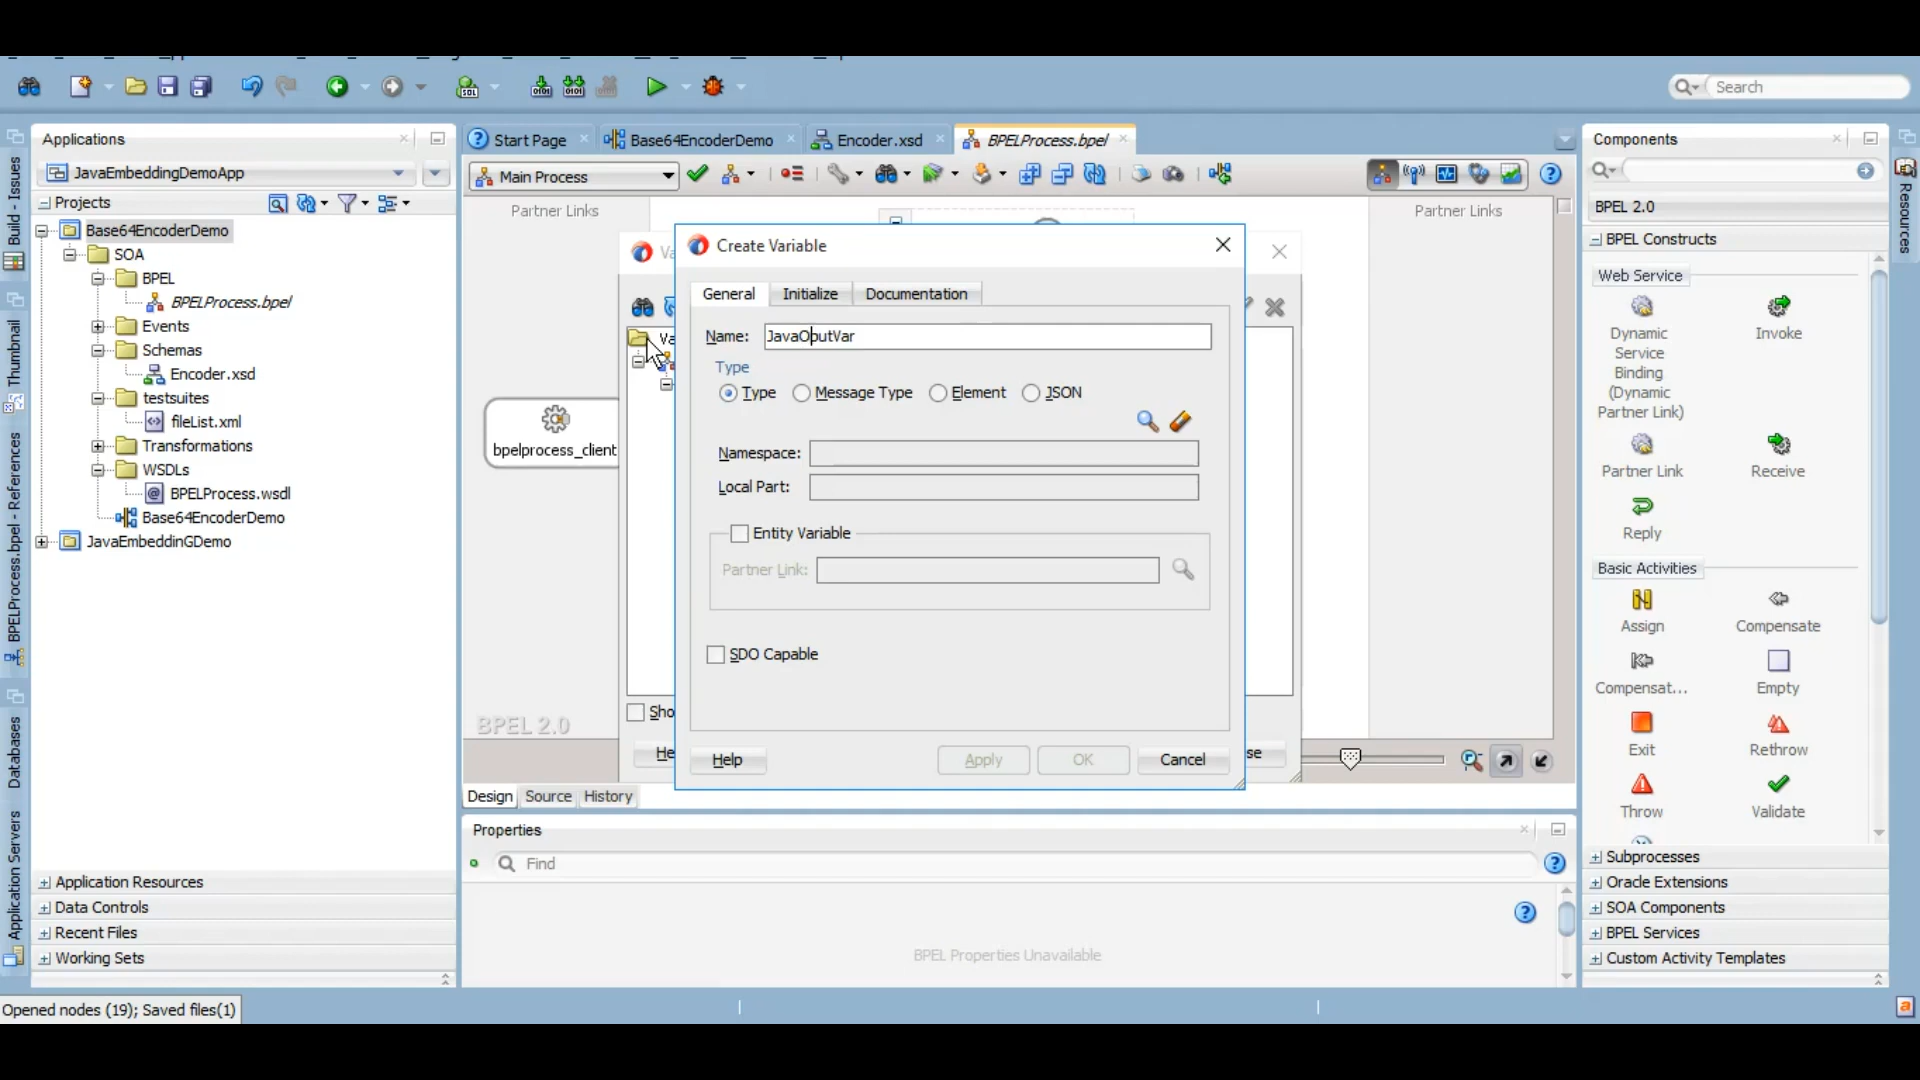 Search
Applications
Start Page
Base64EncoderDemo
Encoder.xsd
BPELProcess.bpel
Components
JavaEmbeddingDemoApp
Main Process
Projects
BPEL 2.0
Partner Links
Partner Links
Base64EncoderDemo
SOA
BPEL
BPELProcess.bpel
Events
Schemas
Encoder.xsd
testsuites
fileList.xml
Transformations
WSDLs
BPELProcess.wsdl
Base64EncoderDemo
JavaEmbeddinGDemo
Application Resources
Data Controls
Recent Files
Working Sets
bpelprocess_client
BPEL 2.0
Va
Va
Sho
He
se
Create Variable
General
Initialize
Documentation
Name: JavaOputVar
Type
Type
Message Type
Element
JSON
Namespace:
Local Part:
Entity Variable
Partner Link:
SDO Capable
Help
Apply
OK
Cancel
Design
Source
History
Properties
Find
BPEL Properties Unavailable
BPEL Constructs
Web Service
Dynamic
Service
Binding
(Dynamic
Partner Link)
Invoke
Partner Link
Receive
Reply
Basic Activities
Assign
Compensate
Compensat...
Empty
Exit
Rethrow
Throw
Validate
Subprocesses
Oracle Extensions
SOA Components
BPEL Services
Custom Activity Templates
Build - Issues
Thumbnail
BPELProcess.bpel - References
Databases
Application Servers
Resources
Opened nodes (19); Saved files(1)